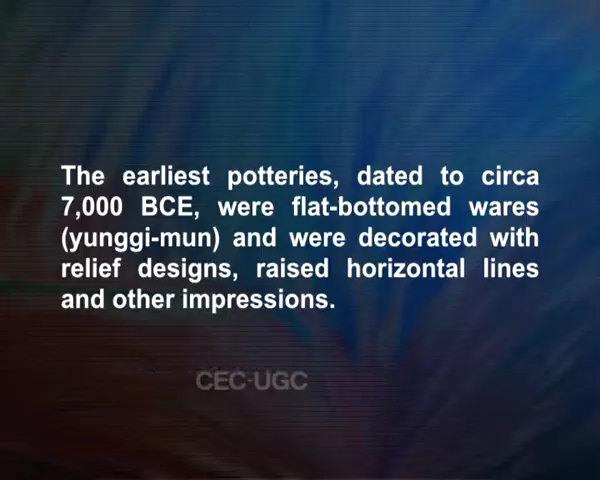 The earliest potteries, dated to circa
7,000 BCE, were flat-bottomed wares
(yunggi-mun) and were decorated with
relief designs, raised horizontal lines
and other impressions.
CEC-UGC